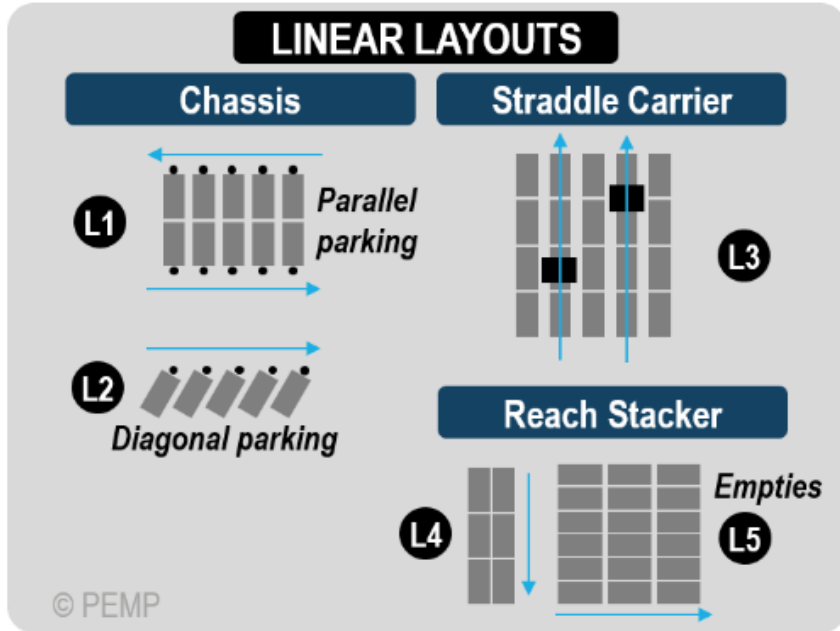 LINEAR LAYOUTS
Chassis
L1
Parallel
parking
L2
Diagonal parking
Straddle Carrier
L3
Reach Stacker
L4
Empties
L5
© PEMP